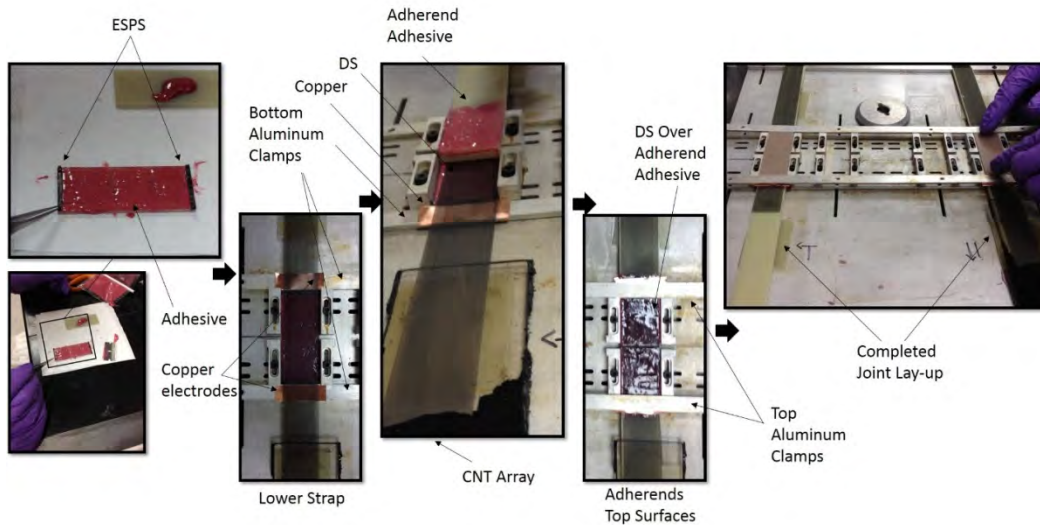 ESPS
Adherend
Adhesive
DS
Copper
Bottom
Aluminum
Clamps
DS Over
Adherend
Adhesive
Adhesive
Copper
electrodes
Completed
Joint Lay-up
Top
Aluminum
Clamps
CNT Array
Lower Strap
Adherends
Top Surfaces